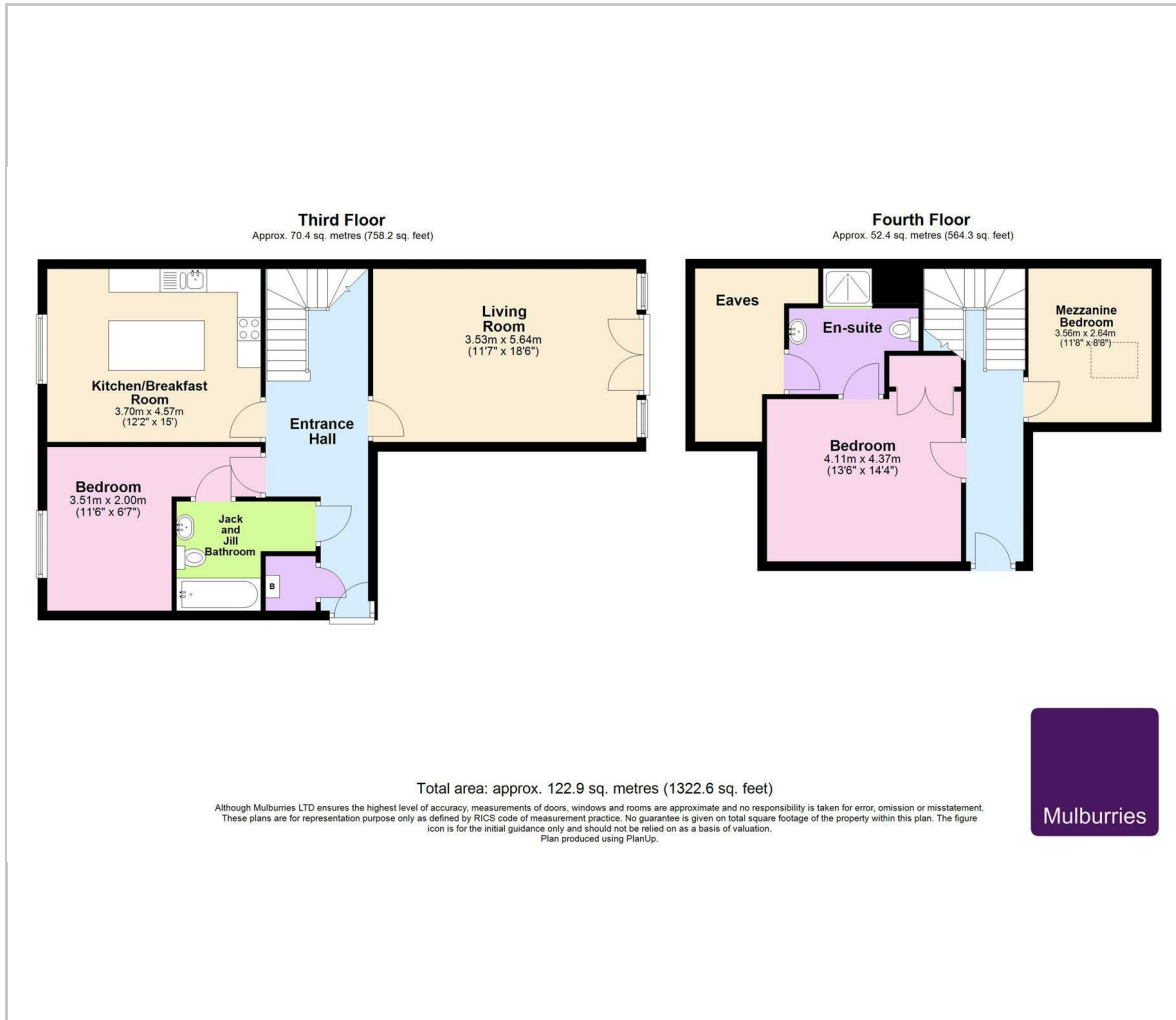 Third Floor
Approx. 70.4 sq. metres (758.2 sq. feet)
Kitchen/Breakfast
Room
3.70m x 4.57m
(12'2" x 15')
Living
Room
3.53m x 5.64m
(11'7" x 18'6")
Entrance
Hall
Bedroom
3.51m x 2.00m
(11'6" x 6'7")
Jack
and
Jill
Bathroom
B
Fourth Floor
Approx. 52.4 sq. metres (564.3 sq. feet)
Eaves
En-suite
Mezzanine
Bedroom
3.56m x 2.64m
(11'8" x 8'8")
Bedroom
4.11m x 4.37m
(13'6" x 14'4")
Total area: approx. 122.9 sq. metres (1322.6 sq. feet)
Although Mulburries LTD ensures the highest level of accuracy, measurements of doors, windows and rooms are approximate and no responsibility is taken for error, omission or misstatement.
These plans are for representation purpose only as defined by RICS code of measurement practice. No guarantee is given on total square footage of the property within this plan. The figure
icon is for the initial guidance only and should not be relied on as a basis of valuation.
Plan produced using PlanUp.
Mulburries